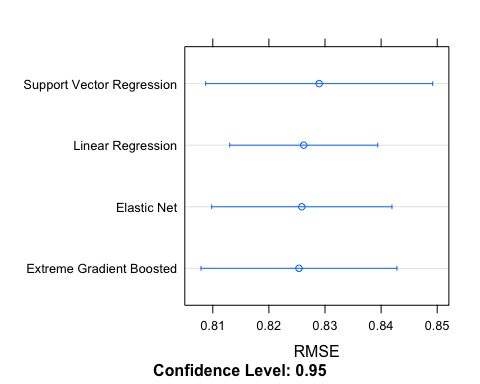 Support Vector Regression
Linear Regression
Elastic Net
Extreme Gradient Boosted
0.81 0.82 0.83 0.84 0.85
RMSE
Confidence Level: 0.95